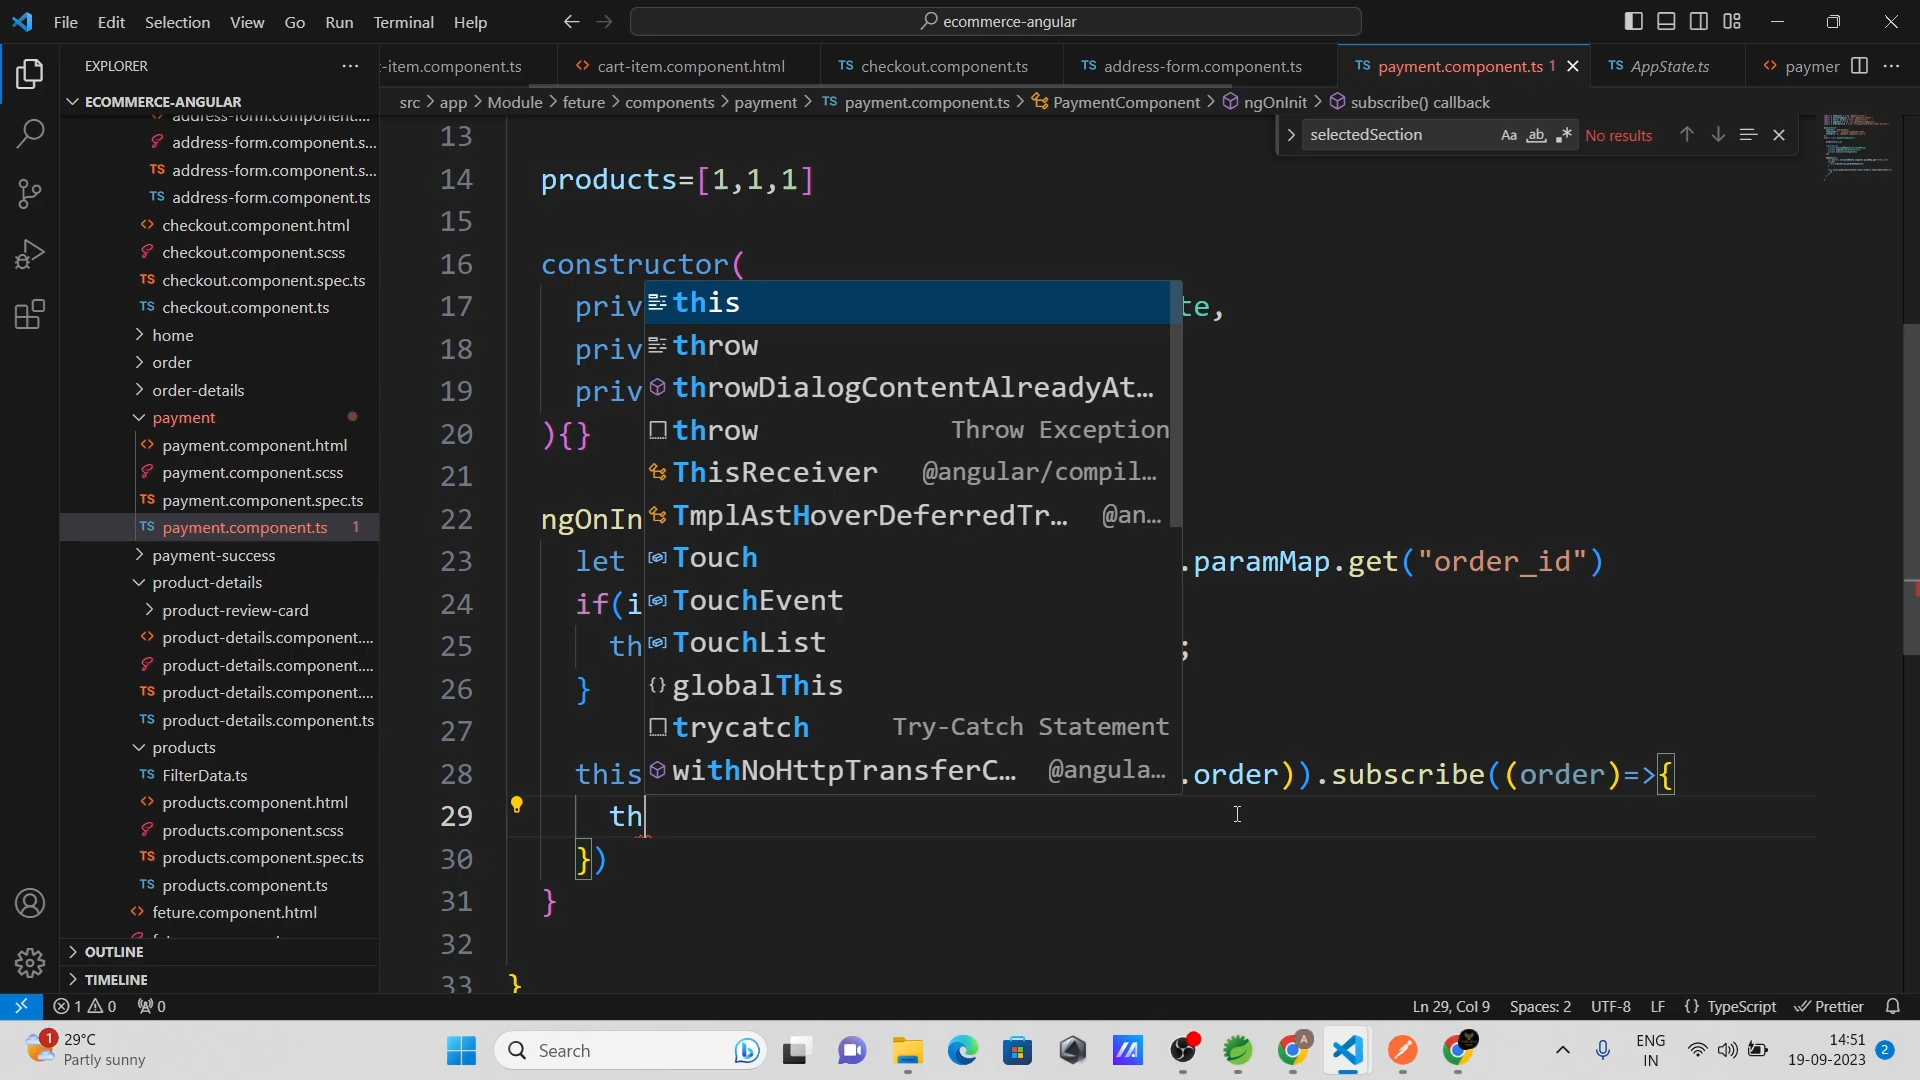 File Edit Selection View Go Run Terminal Help
ecommerce-angular
EXPLORER
ECOMMERCE-ANGULAR
address-form.component....
address-form.component.s...
address-form.component.s...
TS address-form.component.ts
checkout.component.html
checkout.component.scss
TS checkout.component.spec.ts
TS checkout.component.ts
home
order
order-details
payment
payment.component.html
payment.component.scss
TS payment.component.spec.ts
TS payment.component.ts 1
payment-success
product-details
product-review-card
product-details.component....
product-details.component....
TS product-details.component....
TS product-details.component.ts
products
TS FilterData.ts
products.component.html
products.component.scss
TS products.component.spec.ts
TS products.component.ts
feture.component.html
OUTLINE
TIMELINE
-item.component.ts
cart-item.component.html
TS checkout.component.ts
TS address-form.component.ts
TS payment.component.ts 1
TS AppState.ts
paymer
src > app > Module > feture > components > payment > TS payment.component.ts > PaymentComponent > ngOnInit > subscribe() callback
selectedSection Aa ab .* No results
13
14 products=[1,1,1]
15
16 constructor(
17 priv te,
18 priv
19 priv
20 ){}
21
22 ngOnIn
23 let .paramMap.get("order_id")
24 if(i
25 th ;
26 }
27
28 this .order)).subscribe((order)=>{
29 th
30 })
31 }
32
33 }
this
throw
throwDialogContentAlreadyAt…
throw Throw Exception
ThisReceiver @angular/compil…
TmplAstHoverDeferredTr… @an…
Touch
TouchEvent
TouchList
globalThis
trycatch Try-Catch Statement
withNoHttpTransferC… @angula…
1 0 0
Ln 29, Col 9 Spaces: 2 UTF-8 LF {} TypeScript Prettier
1 29°C
Partly sunny
Search
A
ENG
IN
14:51
19-09-2023
2